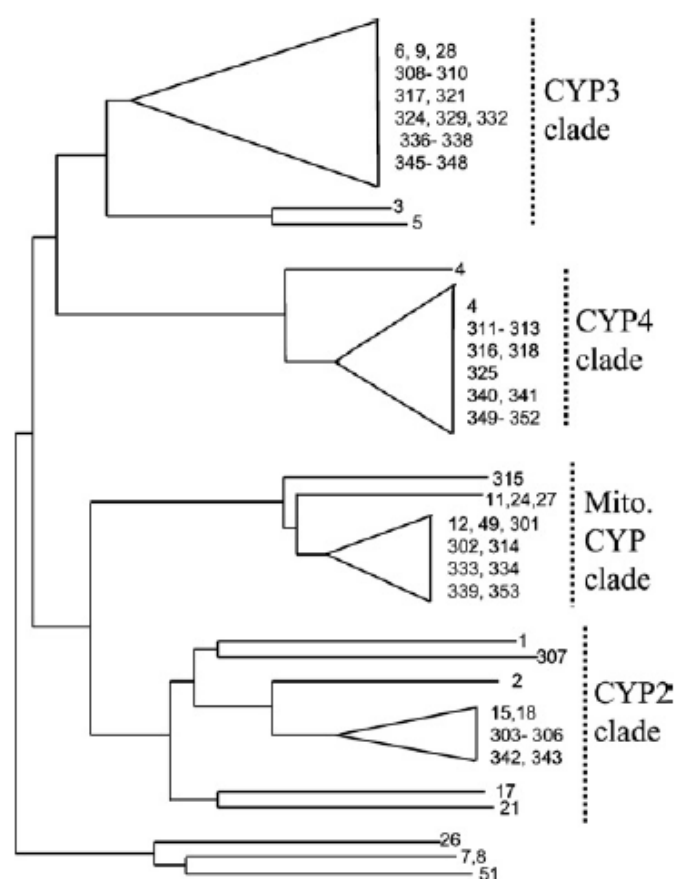 6, 9, 28
308- 310
317, 321
324, 329, 332
336- 338
345- 348
3
5
CYP3
clade
4
4
311- 313
316, 318
325
340, 341
349- 352
CYP4
clade
315
11,24,27
12, 49, 301
302, 314
333, 334
339, 353
Mito.
CYP
clade
1
307
2
15,18
303- 306
342, 343
17
21
CYP2
clade
26
7,8
51